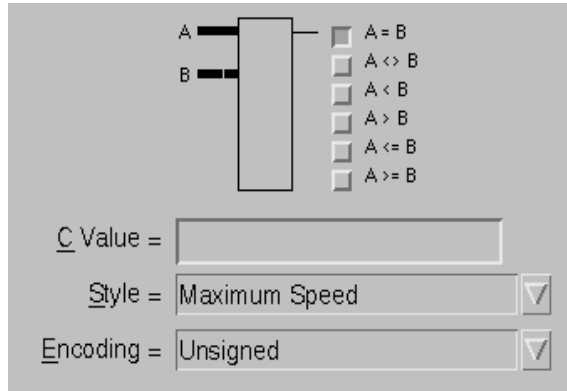 A
B
A = B
A <> B
A < B
A > B
A <= B
A >= B
C Value =
Style = Maximum Speed
Encoding = Unsigned